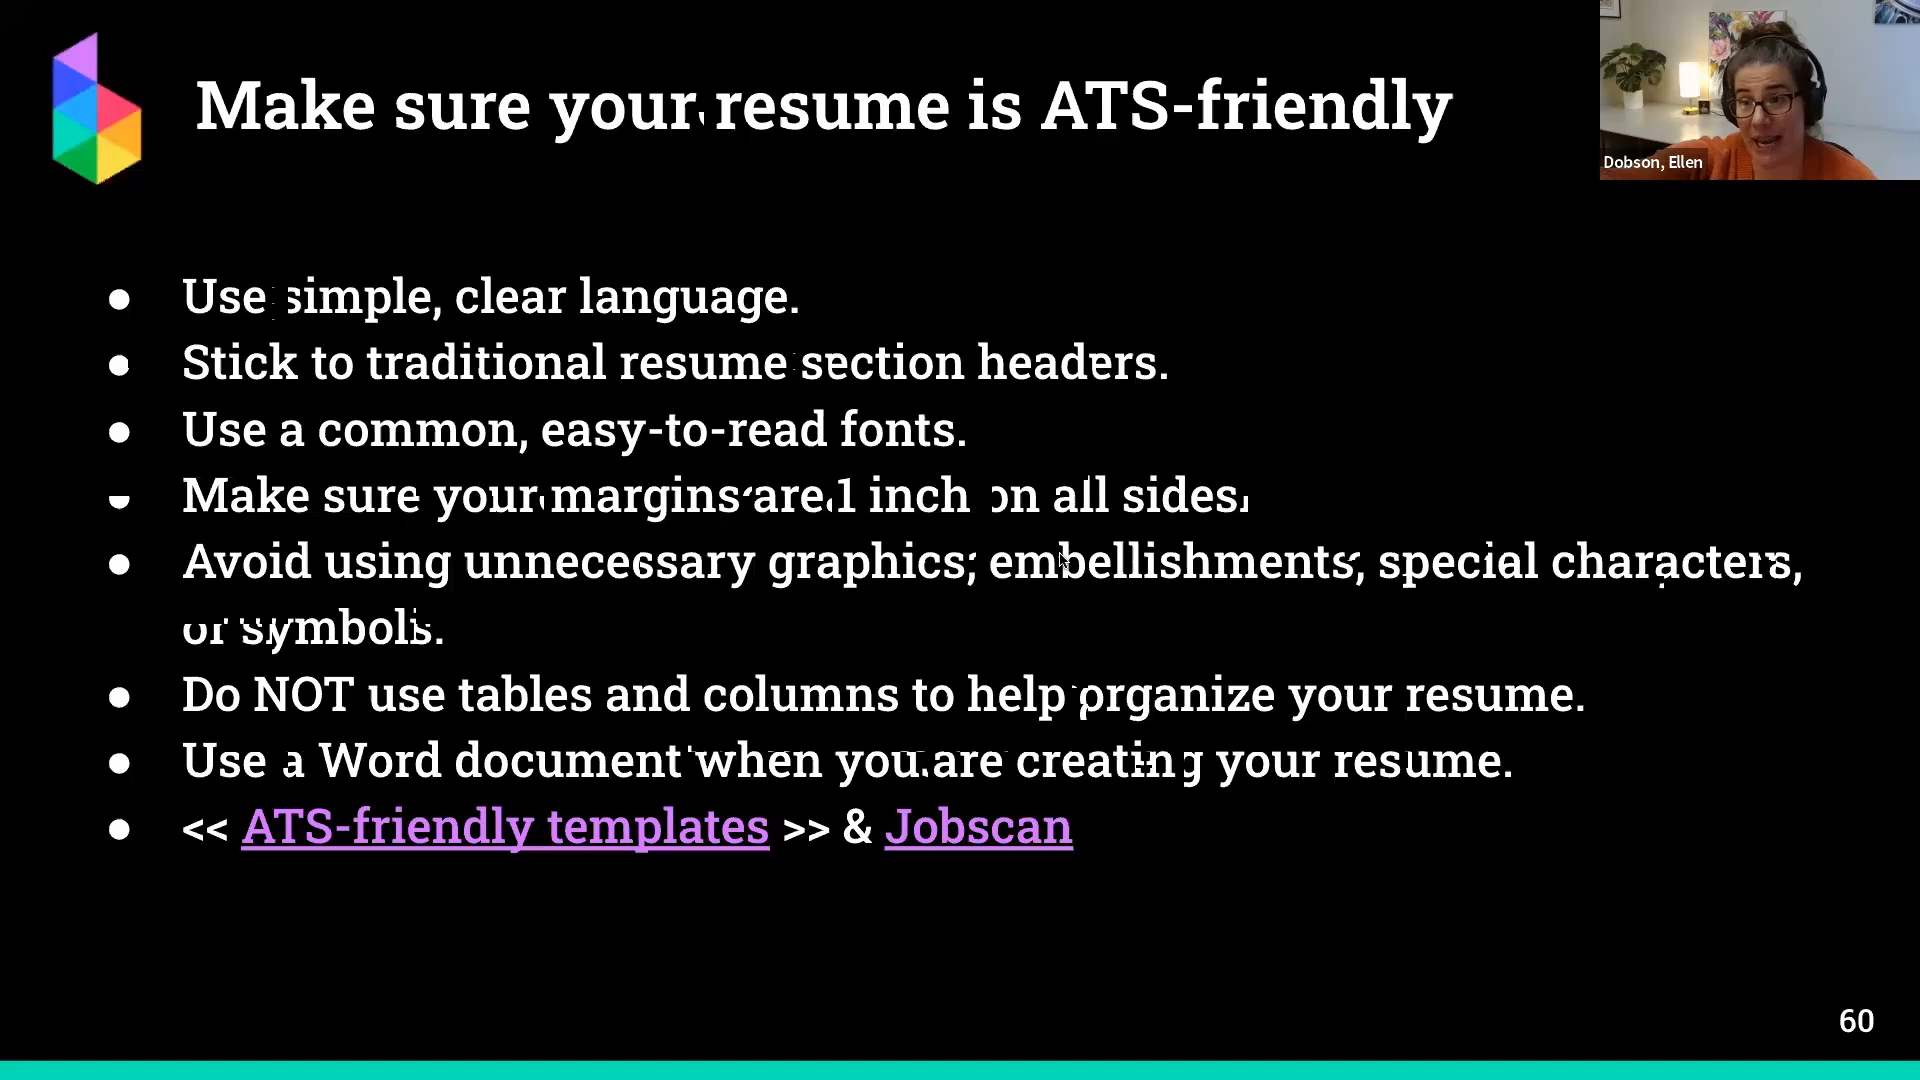 Make sure your resume is ATS-friendly
Dobson, Ellen
● Use simple, clear language.
● Stick to traditional resume section headers.
● Use a common, easy-to-read fonts.
● Make sure your margins are 1 inch on all sides.
● Avoid using unnecessary graphics, embellishments, special characters,
or symbols.
● Do NOT use tables and columns to help organize your resume.
● Use a Word document when you are creating your resume.
● << ATS-friendly templates >> & Jobscan
60